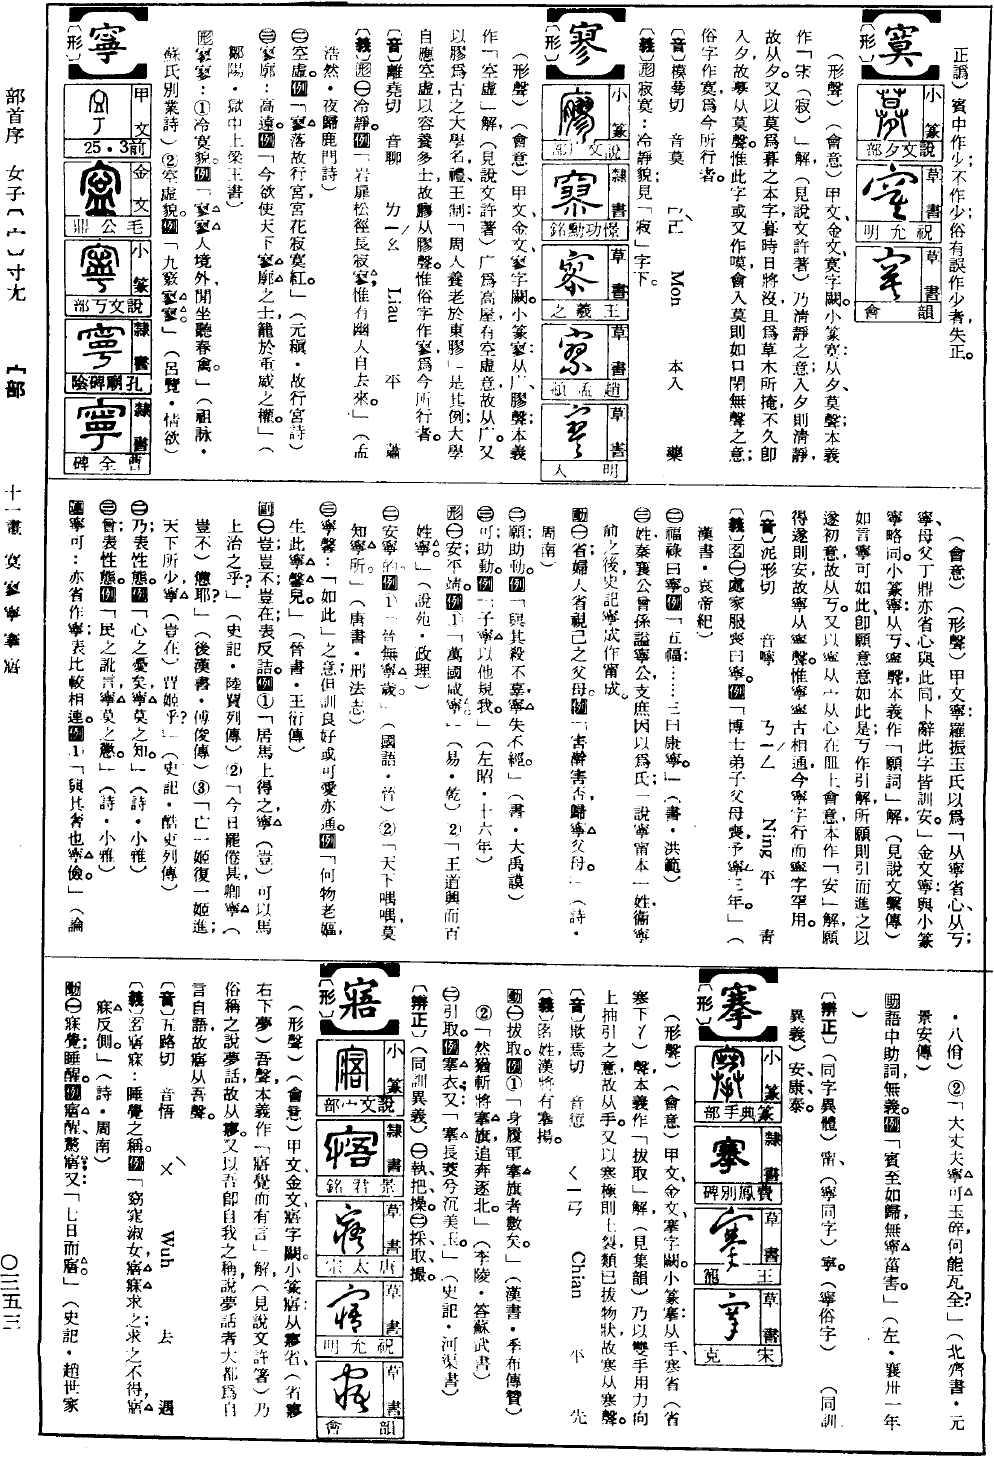 正譌）賓中作少不作少俗有誤作少者失正。
寞
〔形〕
小篆 說文夕部
草書 祝允明
草書 韻會
（形聲）（會意）甲文、金文、寞字闕。小篆寞：从夕、莫聲；本義
作「宋（寂）」解（見說文許著）乃清靜之意；入夕則清靜，
故从夕。又以莫爲暮之本字，暮時日將沒且爲草木所掩，不久即
入夕，故募从莫聲。惟此字或又作嘆，會入莫則如口閉無聲之意；
俗字作寞，爲今所行者。
〔音〕模募切 音莫 ㄇㄛˋ Mon 本入 藥
〔義〕形寂寞：冷靜貌，見「寂」字下。
寥
〔形〕
小篆 說文广部
隸書 憬功勳銘
草書 王羲之
草書 趙孟頫
草書 明人
（形聲）（會意）甲文、金文寥字闕。小篆寥：从广、膠聲；本義
作「空虛」解，（見說文許著）广爲高屋，有空虛意，故从广。又
以膠爲古之大學名，禮王制：「周人養老於東膠」是其例；大學
自應空虛，以容養多士，故膠从膠聲。惟俗字作寥，爲今所行者。
〔音〕離堯切 音聊 ㄌㄧㄠˊ Liau 平 蕭
〔義〕形㊀冷靜。例「岩扉松徑長寂寥，惟有幽人自去來。」（孟
浩然・夜歸鹿門詩）
㊁空虛。例「寥落故行宮，宮花寂寞紅。」（元稹・故行宮詩）
㊂寥廓：高遠。例「今欲使天下寥廓之士，籠於重威之權。」（
鄒陽・獄中上梁王書）
形寥寥：①冷寞貌。例「寥寥人境外，閒坐聽春禽。」（祖詠・
蘇氏別業詩）②空虛貌。例「九竅寥寥。」（呂覽・情欲）
寧
〔形〕
甲文 前3・25
金文 毛公鼎
小篆 說文丂部
隸書 孔廟碑陰
隸書 曹全碑
（會意）（形聲）甲文寧：羅振玉氏以爲「从寧省心、从丂；
寧、母父丁鼎亦省心，與此同，卜辭此字皆訓安。」金文寧：與小篆
寧略同。小篆寧：从丂、寍聲，本義作「願詞」解，（見說文繫傳）
如言寧可如此，卽願意意如此是；丂作引解，所願則引而進之以
遂初意，故从丂。又以寍从宀、从心在皿上會意，本作「安」解，願
得遂則安，故寧从寍聲。惟寧寍古相通，今寧字行而寍字罕用。
〔音〕泥形切 音嚀 ㄋㄧㄥˊ Ning 平 青
〔義〕名㊀處家服喪曰寧。例「博士弟子父母喪，予寧三年。」（
漢書・哀帝紀）
㊁福祿曰寧。例「五福：……三曰康寧。」（書・洪範）
㊂姓，秦襄公曾孫謚寧公，支庶因以爲氏；一說寧甯本一姓，衞寧
前之後，史記寧成作甯成。
動㊀省，婦人省視己之父母。例「害澣害否，歸寧父母。」（詩・
周南）
㊁願助動。例「與其殺不辜，寧失不經。」（書・大禹謨）
㊂可助動。例「子寧以他規我。」（左昭・十六年）
形㊀安，不靖。例①「萬國咸寧。」（易・乾）②「王道興而百
姓寧。」（說苑・政理）
㊁安寧的。例①「晉無寧歲。」（國語・晉）②「天下喁喁，莫
知寧所。」（唐書・刑法志）
㊂寧馨：「如此」之意，但訓良好或可愛亦通。例「何物老嫗，
生此寧馨兒。」（晉書・王衍傳）
副㊀豈，豈不，豈在，表反詰。例①「居馬上得之，寧（豈）可以馬
上治之乎？」（史記・陸賈列傳）②「今日罷倦甚，卿寧（
豈不）憊耶？」（後漢書・傅俊傳）③「亡一姬復一姬進；
天下所少寧（豈在）賈姬乎？」（史記・酷吏列傳）
㊁乃，表性態。例「心之憂矣，寧莫之知。」（詩・小雅）
㊂曾，表性態。例「民之訛言，寧莫之懲。」（詩・小雅）
連寧可：亦省作寧，表比較相連。例①「與其奢也，寧儉。」（論
・八佾）②「大丈夫寧可玉碎，何能瓦全？」（北齊書・元
景安傳）
助語中助詞，無義。例「賓至如歸，無寧菑害。」（左・襄卅一年
）
〔辨正〕（同字異體）甯、（寧同字）寕。（寧俗字）（同訓
異義）安、康、泰。
搴
〔形〕
小篆 篆典手部
隸書 費鳳別碑
草書 王寵
草書 宋克
（形聲）（會意）甲文、金文、搴字闕。小篆搴：从手、寒省（省
寒下冫）聲，本義作「拔取」解（見集韻）乃以雙手用力向
上抽引之意，故从手。又以寒極則土裂，類已拔物狀，故寒从寒聲。
〔音〕欺焉切 音愆 ㄑㄧㄢ Chian 平 先
〔義〕名姓，漢將有搴揚。
動㊀拔取。例①「身履軍搴旗者數矣。」（漢書・季布傳贊）
②「然猶斬將搴旗，追奔逐北。」（李陵・答蘇武書）
㊁引取。例搴衣；又「搴長茭兮沉美玉。」（史記・河渠書）
〔辨正〕（同訓異義）㊀執、把、操。㊁採、取、撮。
寤
〔形〕
小篆 說文宀部
隸書 景君銘
草書 唐太宗
草書 祝允明
草書 韻會
（形聲）（會意）甲文、金文、寤字闕。小篆寤：从㝱省、（省㝱
右下夢）吾聲，本義作「寐覺而有言」解，（見說文許箸）乃
俗稱之說夢話，故从㝱。又以吾卽自我之稱，說夢話者大都爲自
言自語，故寤从吾聲。
〔音〕五路切 音悟 ㄨˋ Wuh 去 遇
〔義〕名寤寐：睡覺之稱。例「窈窕淑女，寤寐求之；求之不得，寤
寐反側。」（詩・周南）
動㊀寐覺，睡醒。例寤醒、驚寤；又「七日而寤。」（史記・趙世家
部首序 女子〔宀〕寸尢 宀部 十一畫 寞寥寧搴寤 〇三五三